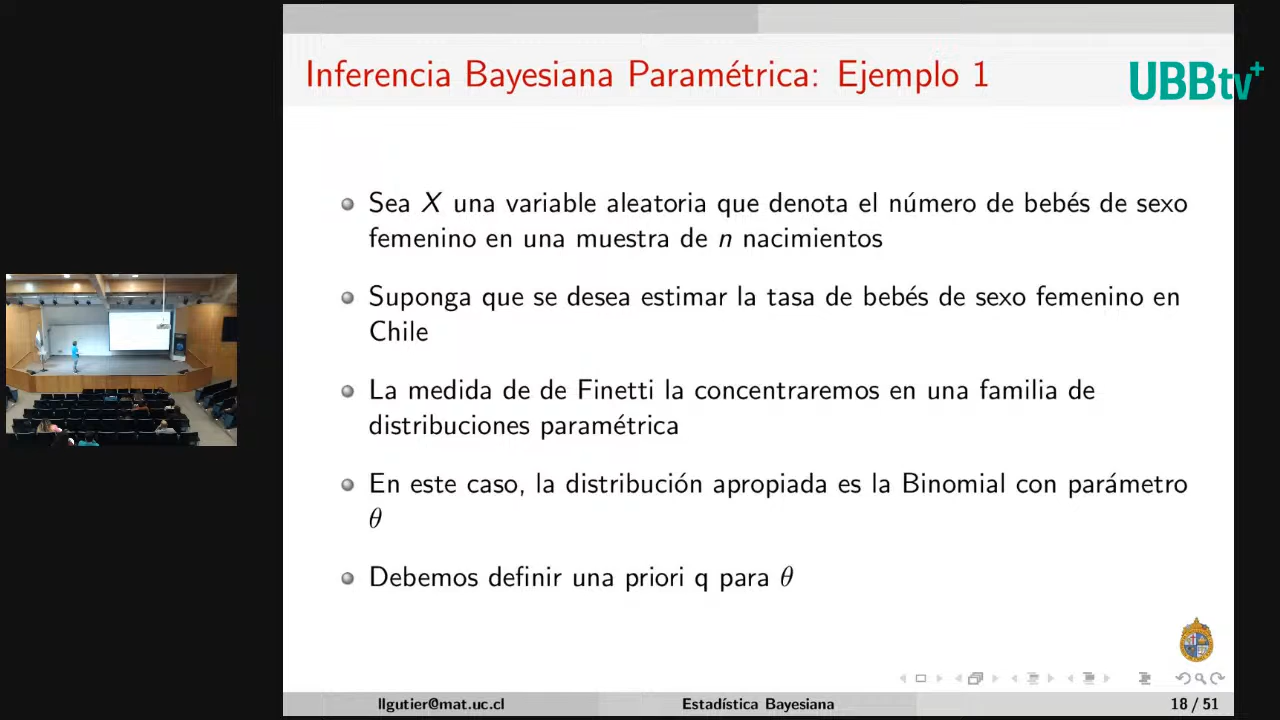 Inferencia Bayesiana Paramétrica: Ejemplo 1
UBBtv+
Sea X una variable aleatoria que denota el número de bebés de sexo
femenino en una muestra de n nacimientos
Suponga que se desea estimar la tasa de bebés de sexo femenino en
Chile
La medida de de Finetti la concentraremos en una familia de
distribuciones paramétrica
En este caso, la distribución apropiada es la Binomial con parámetro
θ
Debemos definir una priori q para θ
llgutier@mat.uc.cl
Estadística Bayesiana
18 / 51